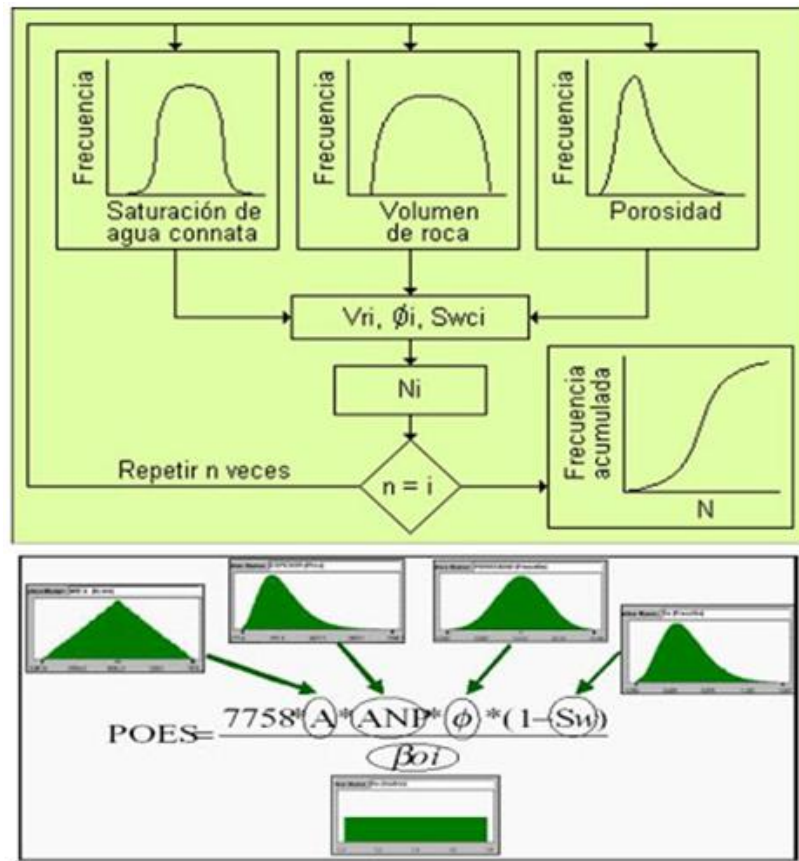 Frecuencia
Saturación de
agua connata
Frecuencia
Volumen
de roca
Frecuencia
Porosidad
Vri, Øi, Swci
Ni
Repetir n veces
n = i
Frecuencia
acumulada
N
POES=
7758*A*ANP*ϕ*(1-Sw)
βoi